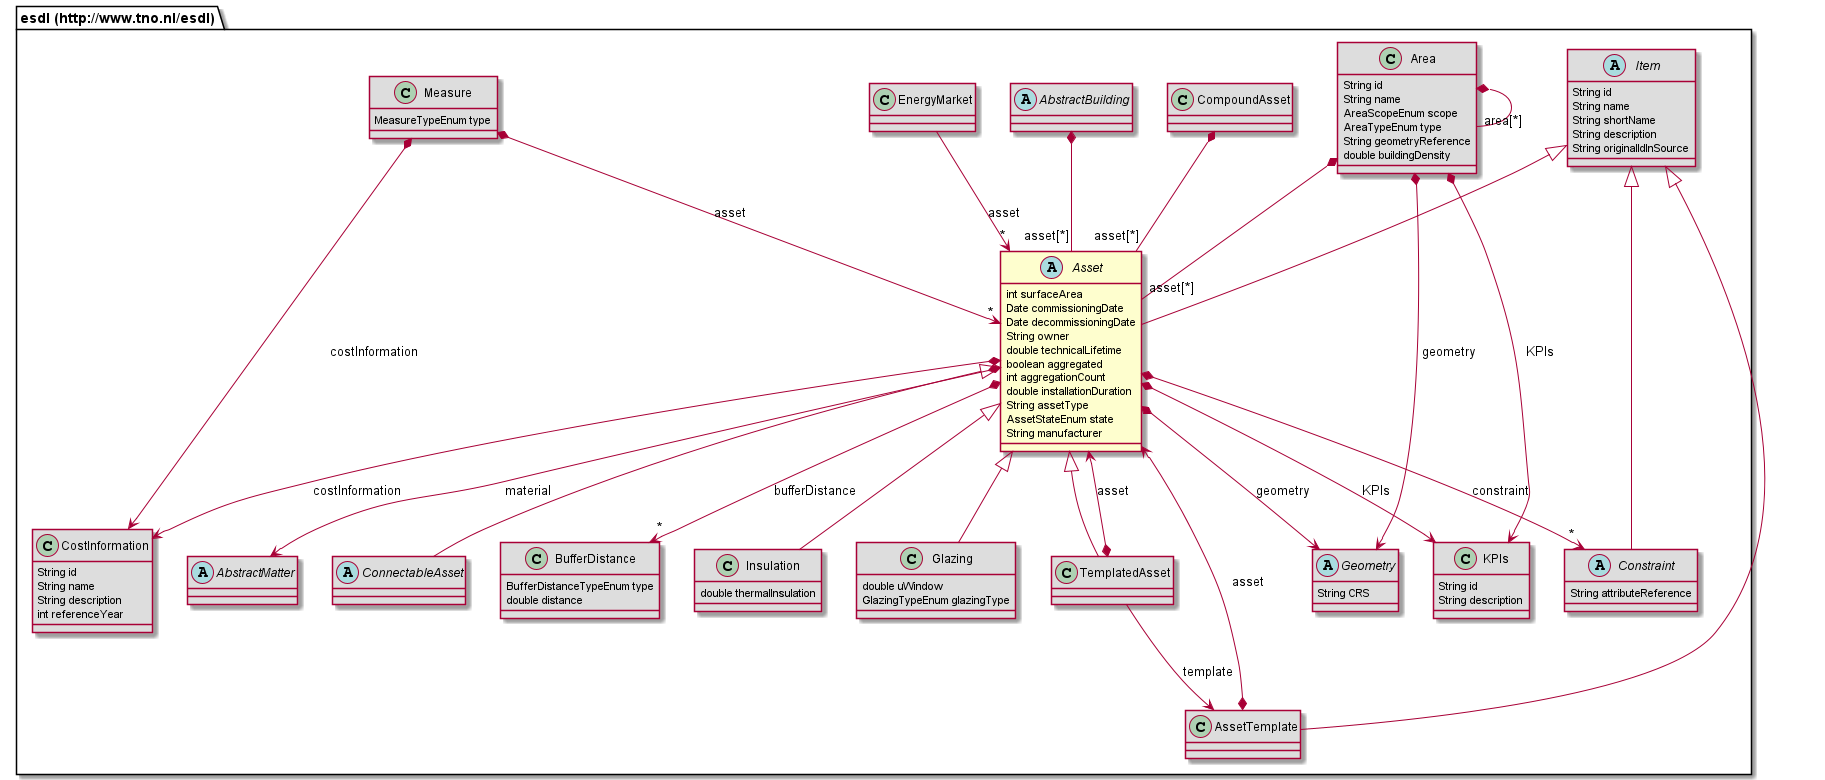 esdl (http://www.tno.nl/esdl)
C Measure
MeasureTypeEnum type
C EnergyMarket
A AbstractBuilding
C CompoundAsset
C Area
String id
String name
AreaScopeEnum scope
AreaTypeEnum type
String geometryReference
double buildingDensity
area[*]
A Item
String id
String name
String shortName
String description
String originalIdInSource
asset
asset
*
asset[*]
asset[*]
asset[*]
*
A Asset
int surfaceArea
Date commissioningDate
Date decommissioningDate
String owner
double technicalLifetime
boolean aggregated
int aggregationCount
double installationDuration
String assetType
AssetStateEnum state
String manufacturer
costInformation
geometry
KPIs
costInformation
material
bufferDistance
asset
geometry
KPIs
constraint
*
*
C CostInformation
String id
String name
String description
int referenceYear
A AbstractMatter
A ConnectableAsset
C BufferDistance
BufferDistanceTypeEnum type
double distance
C Insulation
double thermalInsulation
C Glazing
double uWindow
GlazingTypeEnum glazingType
C TemplatedAsset
asset
A Geometry
String CRS
C KPIs
String id
String description
A Constraint
String attributeReference
template
C AssetTemplate